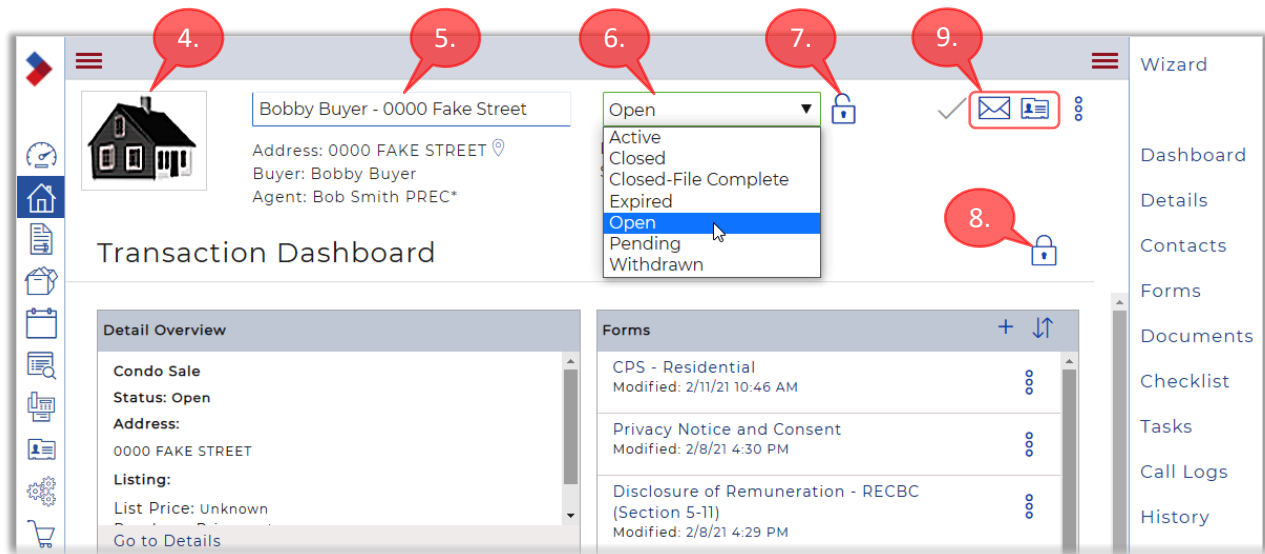 4.
5.
6.
7.
9.
Wizard
Bobby Buyer - 0000 Fake Street
Open
Address: 0000 FAKE STREET
Buyer: Bobby Buyer
Agent: Bob Smith PREC*
Active
Closed
Closed-File Complete
Expired
Open
Pending
Withdrawn
8.
Transaction Dashboard
Dashboard
Details
Contacts
Forms
Documents
Checklist
Tasks
Call Logs
History
Detail Overview
Condo Sale
Status: Open
Address:
0000 FAKE STREET
Listing:
List Price: Unknown
Go to Details
Forms
CPS - Residential
Modified: 2/11/21 10:46 AM
Privacy Notice and Consent
Modified: 2/8/21 4:30 PM
Disclosure of Remuneration - RECBC
(Section 5-11)
Modified: 2/8/21 4:29 PM